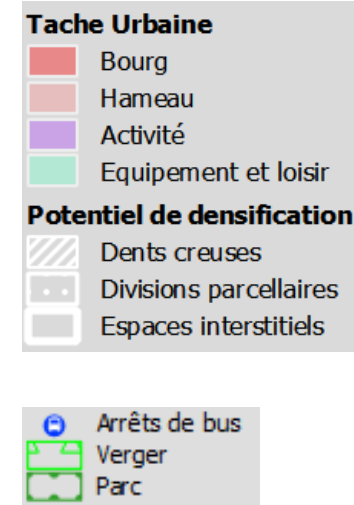 Tache Urbaine
Bourg
Hameau
Activité
Equipement et loisir
Potentiel de densification
Dents creuses
Divisions parcellaires
Espaces interstitiels
Arrêts de bus
Verger
Parc